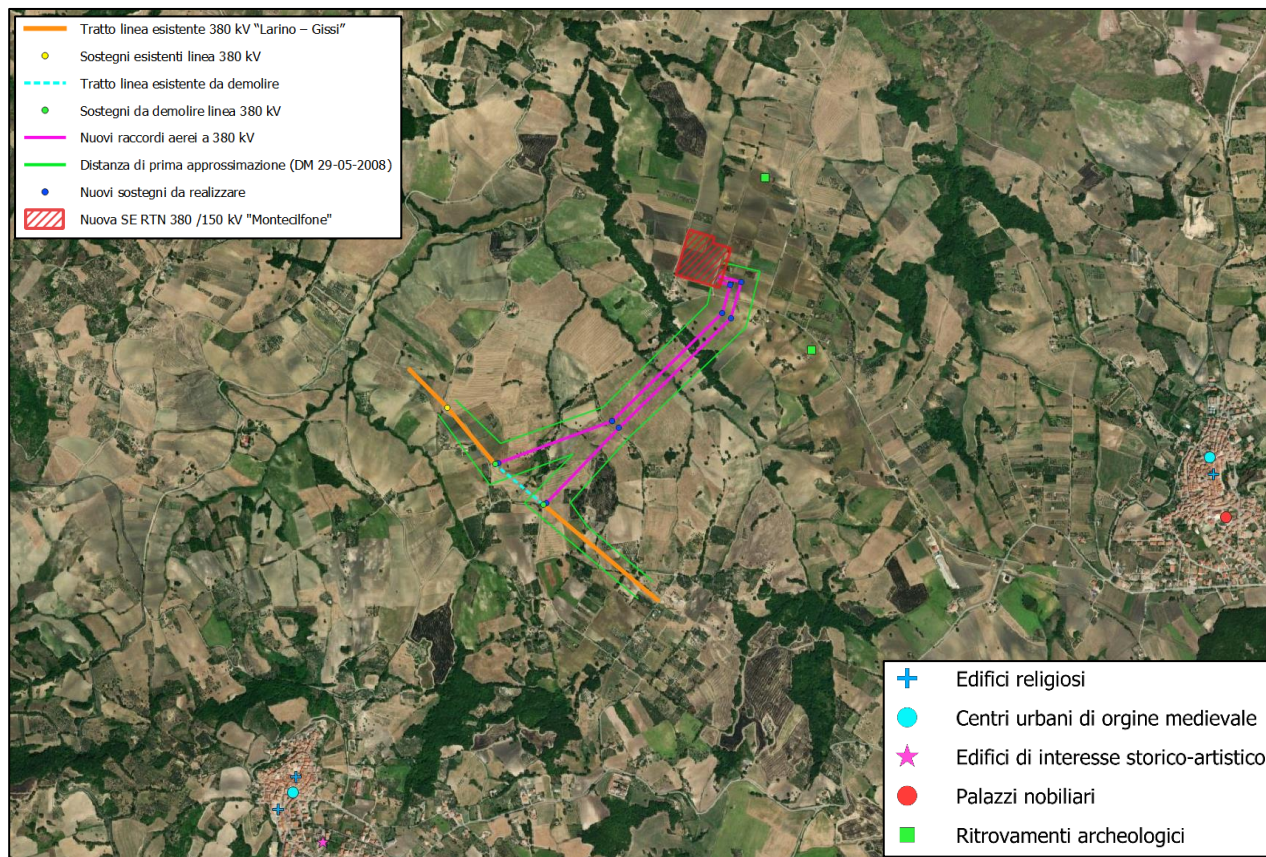 Tratto linea esistente 380 kV “Larino – Gissi”
Sostegni esistenti linea 380 kV
Tratto linea esistente da demolire
Sostegni da demolire linea 380 kV
Nuovi raccordi aerei a 380 kV
Distanza di prima approssimazione (DM 29-05-2008)
Nuovi sostegni da realizzare
Nuova SE RTN 380 /150 kV "Montecilfone"
Edifici religiosi
Centri urbani di orgine medievale
Edifici di interesse storico-artistico
Palazzi nobiliari
Ritrovamenti archeologici